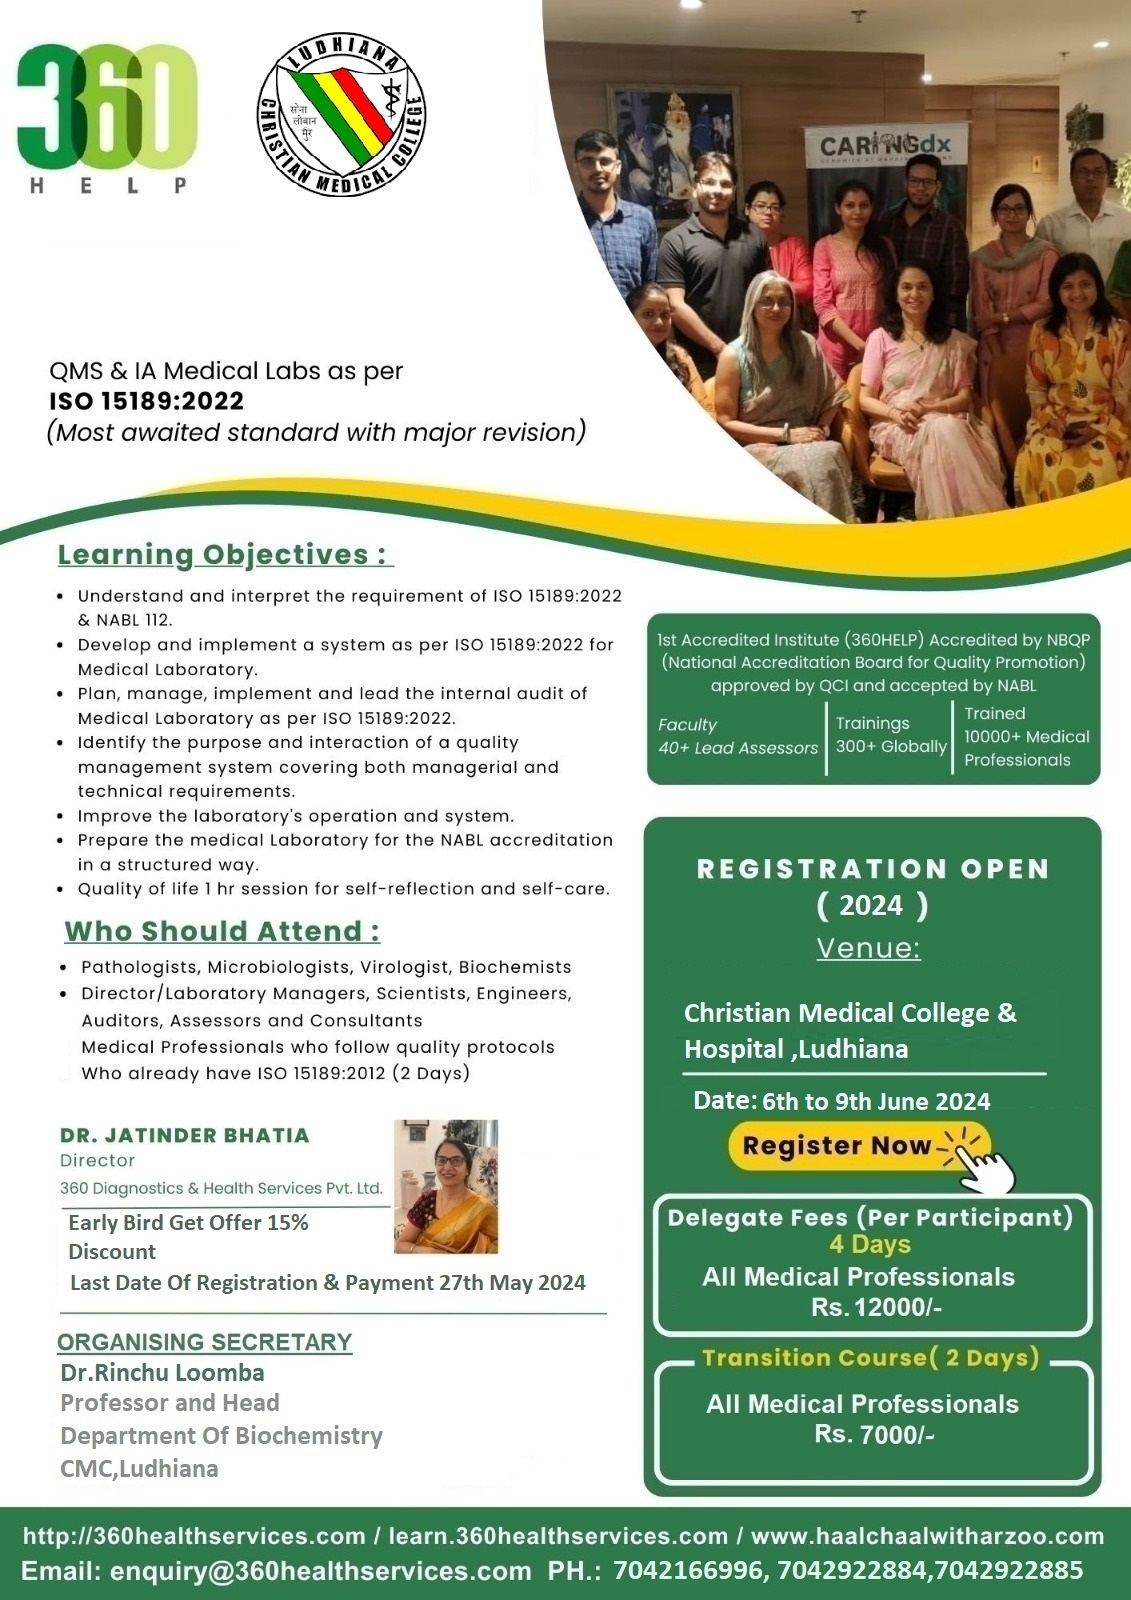 360
HELP
LUDHIANA
CHRISTIAN MEDICAL COLLEGE
सेना
लोबान
मुर्र
CARiNGdx
QMS & IA Medical Labs as per
ISO 15189:2022
(Most awaited standard with major revision)
Learning Objectives :
• Understand and interpret the requirement of ISO 15189:2022
& NABL 112.
• Develop and implement a system as per ISO 15189:2022 for
Medical Laboratory.
• Plan, manage, implement and lead the internal audit of
Medical Laboratory as per ISO 15189:2022.
• Identify the purpose and interaction of a quality
management system covering both managerial and
technical requirements.
• Improve the laboratory's operation and system.
• Prepare the medical Laboratory for the NABL accreditation
in a structured way.
• Quality of life 1 hr session for self-reflection and self-care.
Who Should Attend :
• Pathologists, Microbiologists, Virologist, Biochemists
• Director/Laboratory Managers, Scientists, Engineers,
Auditors, Assessors and Consultants
Medical Professionals who follow quality protocols
Who already have ISO 15189:2012 (2 Days)
DR. JATINDER BHATIA
Director
360 Diagnostics & Health Services Pvt. Ltd.
Early Bird Get Offer 15%
Discount
Last Date Of Registration & Payment 27th May 2024
ORGANISING SECRETARY
Dr.Rinchu Loomba
Professor and Head
Department Of Biochemistry
CMC,Ludhiana
1st Accredited Institute (360HELP) Accredited by NBQP
(National Accreditation Board for Quality Promotion)
approved by QCI and accepted by NABL
Faculty
40+ Lead Assessors
Trainings
300+ Globally
Trained
10000+ Medical
Professionals
REGISTRATION OPEN
( 2024 )
Venue:
Christian Medical College &
Hospital ,Ludhiana
Date: 6th to 9th June 2024
Register Now
Delegate Fees (Per Participant)
4 Days
All Medical Professionals
Rs. 12000/-
Transition Course( 2 Days)
All Medical Professionals
Rs. 7000/-
http://360healthservices.com / learn.360healthservices.com / www.haalchaalwitharzoo.com
Email: enquiry@360healthservices.com PH.: 7042166996, 7042922884,7042922885